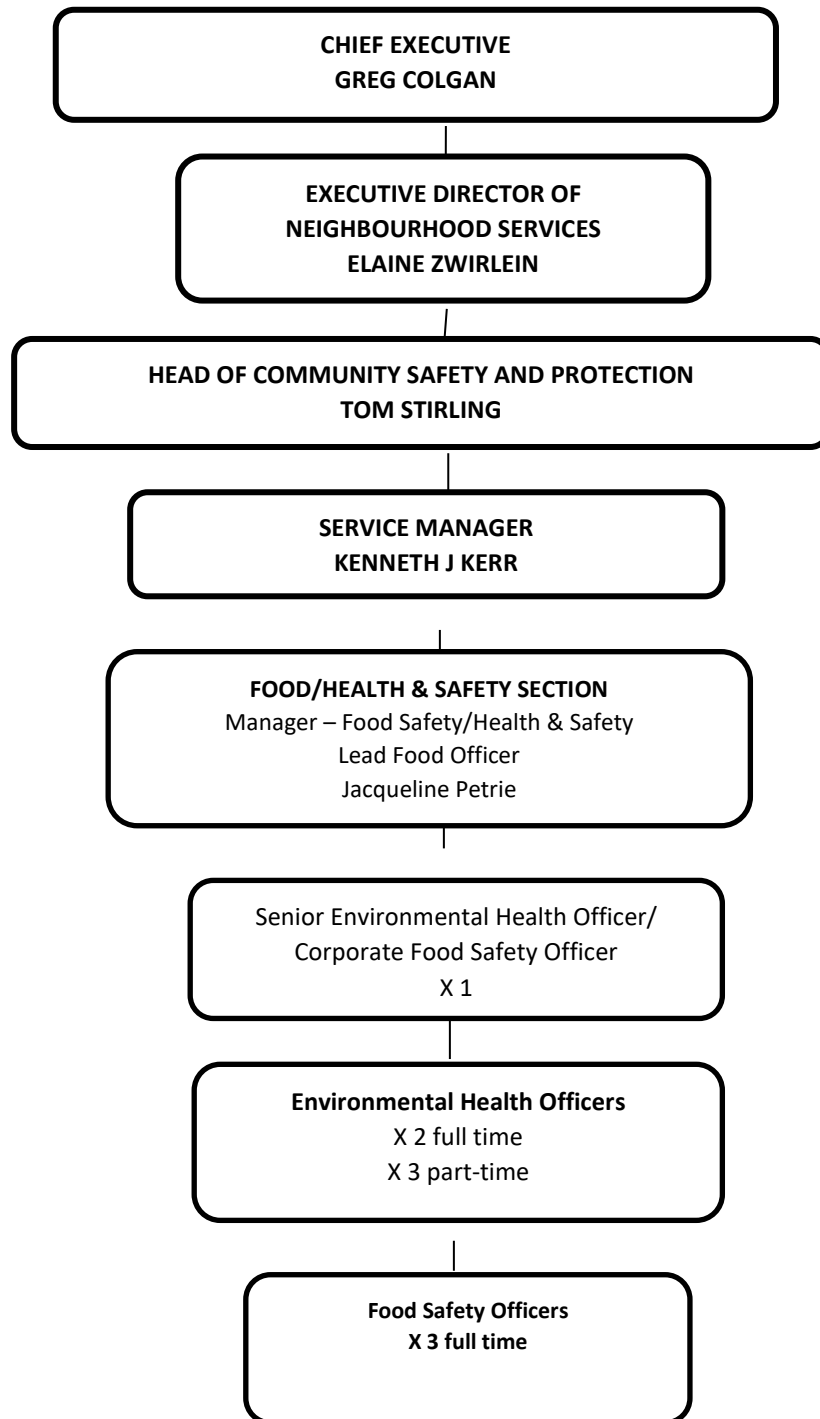 CHIEF EXECUTIVE
GREG COLGAN
EXECUTIVE DIRECTOR OF
NEIGHBOURHOOD SERVICES
ELAINE ZWIRLEIN
HEAD OF COMMUNITY SAFETY AND PROTECTION
TOM STIRLING
SERVICE MANAGER
KENNETH J KERR
FOOD/HEALTH & SAFETY SECTION
Manager – Food Safety/Health & Safety
Lead Food Officer
Jacqueline Petrie
Senior Environmental Health Officer/
Corporate Food Safety Officer
X 1
Environmental Health Officers
X 2 full time
X 3 part-time
Food Safety Officers
X 3 full time